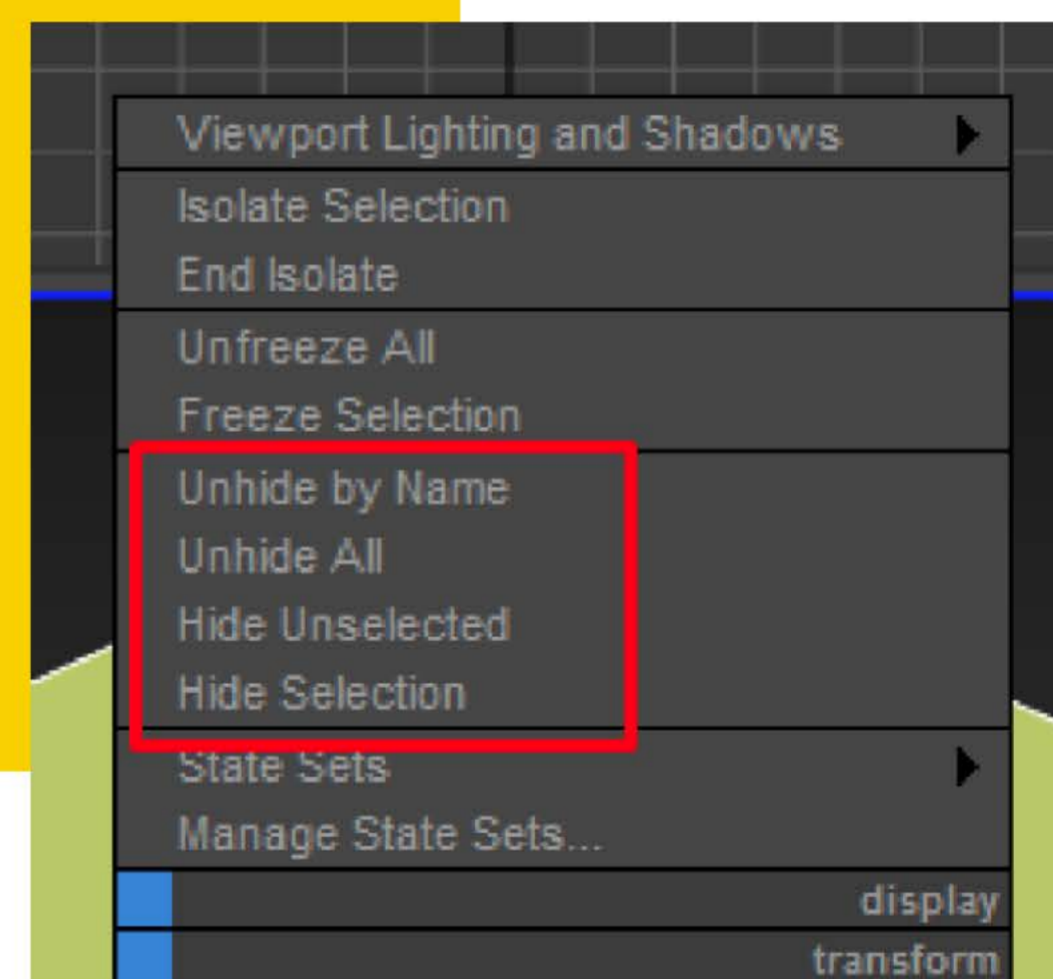 Viewport Lighting and Shadows
Isolate Selection
End Isolate
Unfreeze All
Freeze Selection
Unhide by Name
Unhide All
Hide Unselected
Hide Selection
State Sets
Manage State Sets...
display
transform